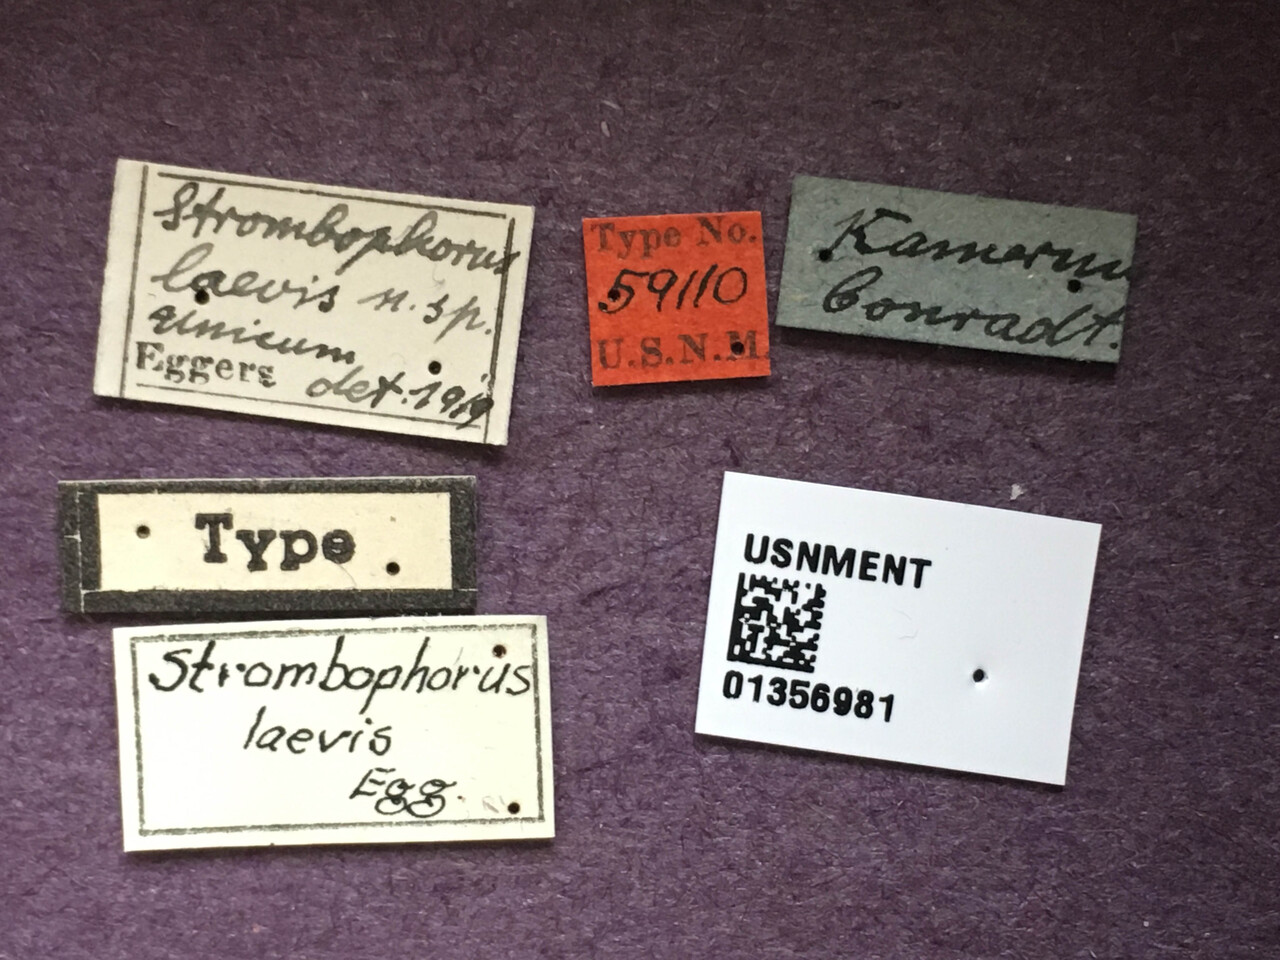 Strombophorus
laevis n. sp.
unicum
Eggers det. 1919
Type No.
59110
U.S.N.M.
Kamerun
Conradt.
Type
Strombophorus
laevis
Egg.
USNMENT
01356981